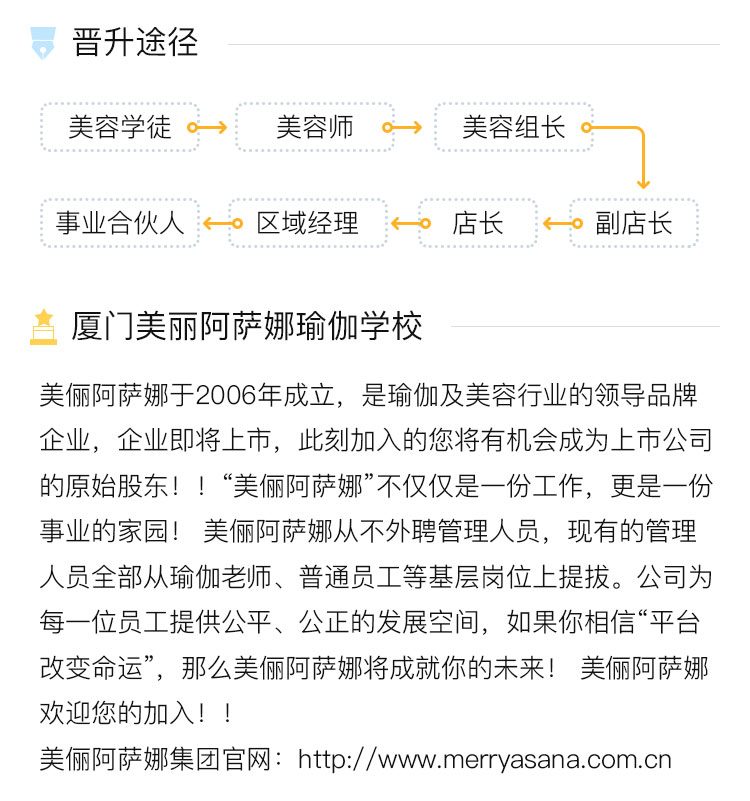 晋升途径
美容学徒 美容师 美容组长
事业合伙人 区域经理 店长 副店长
厦门美丽阿萨娜瑜伽学校
美俪阿萨娜于2006年成立，是瑜伽及美容行业的领导品牌
企业，企业即将上市，此刻加入的您将有机会成为上市公司
的原始股东！！“美俪阿萨娜”不仅仅是一份工作，更是一份
事业的家园！ 美俪阿萨娜从不外聘管理人员，现有的管理
人员全部从瑜伽老师、普通员工等基层岗位上提拔。公司为
每一位员工提供公平、公正的发展空间，如果你相信“平台
改变命运”，那么美俪阿萨娜将成就你的未来！ 美俪阿萨娜
欢迎您的加入！！
美俪阿萨娜集团官网：http://www.merryasana.com.cn